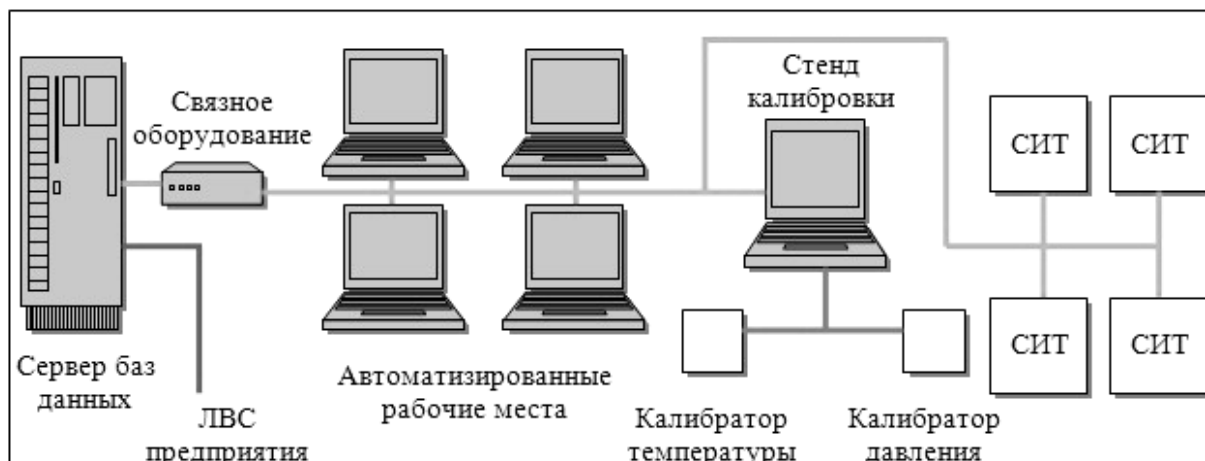 Связное
оборудование
Стенд
калибровки
СИТ
СИТ
СИТ
СИТ
Сервер баз
данных
ЛВС
предприятия
Автоматизированные
рабочие места
Калибратор
температуры
Калибратор
давления